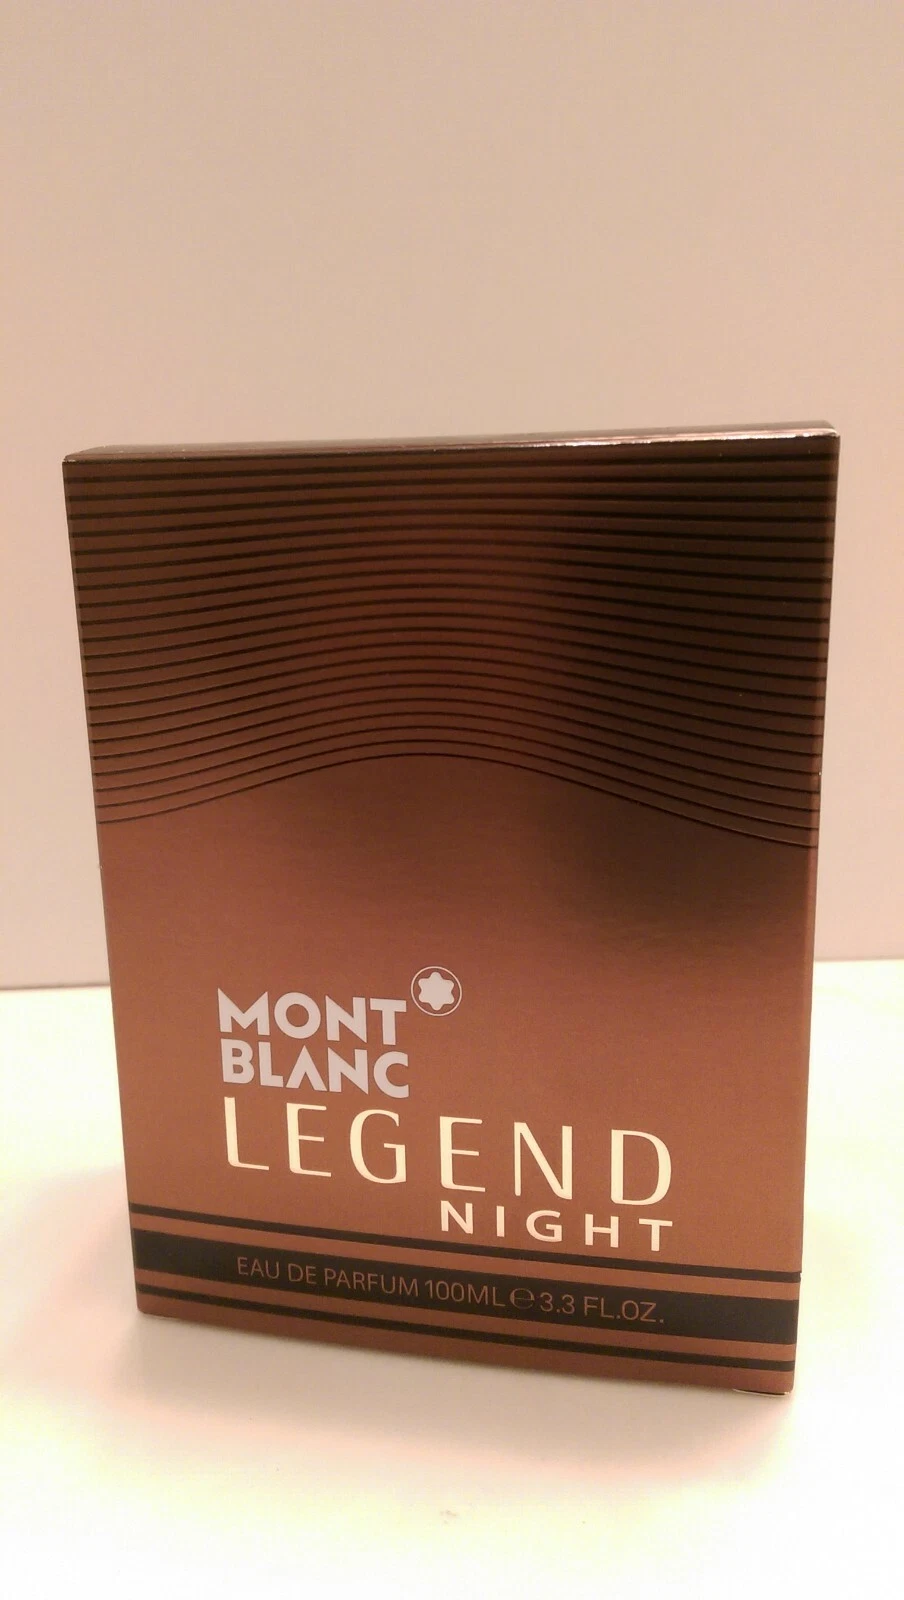 MONT
BLANC
LEGEND
NIGHT
EAU DE PARFUM 100ML ℮ 3.3 FL.OZ.